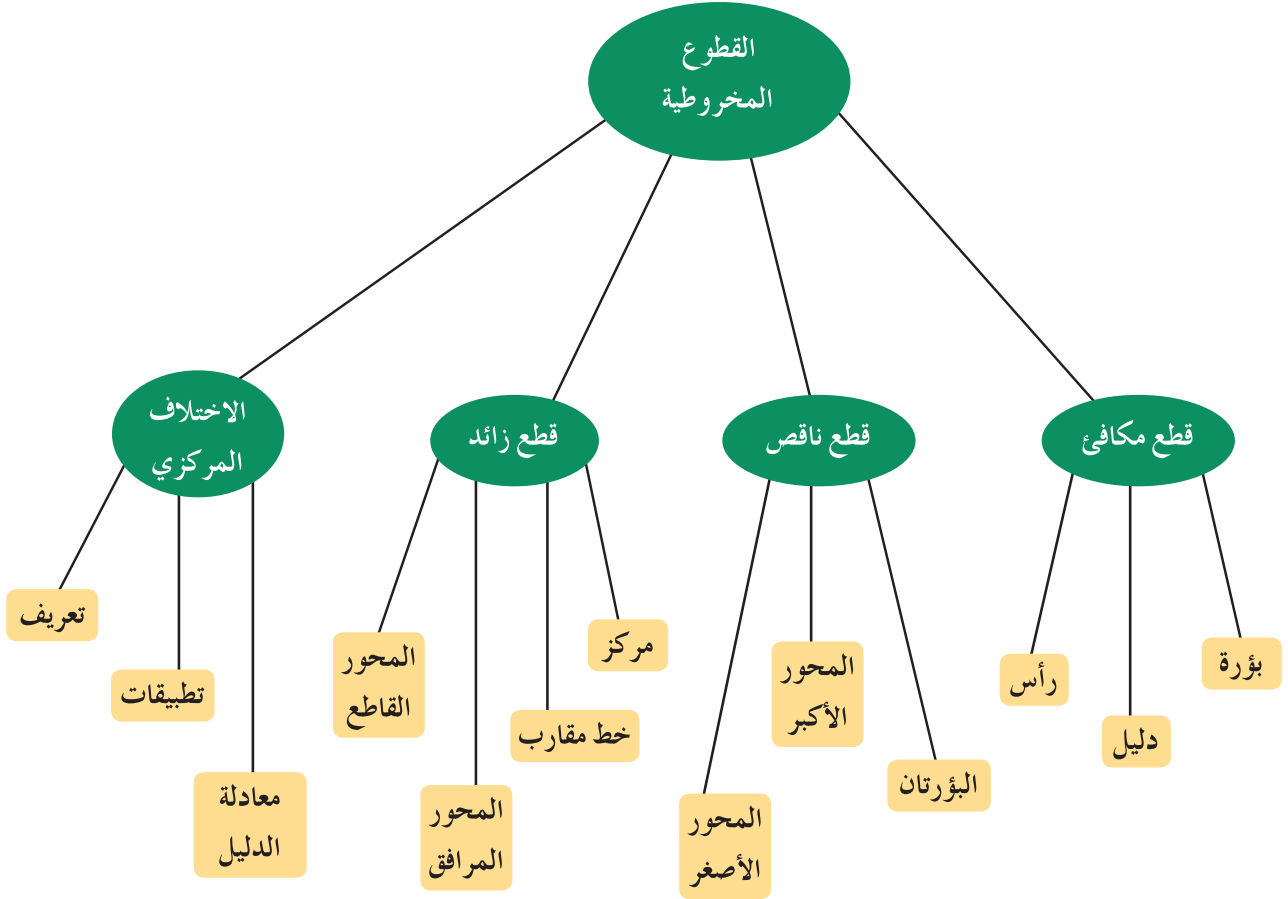 القطوع
المخروطية
قطع مكافئ
قطع ناقص
قطع زائد
الاختلاف
المركزي
بؤرة
دليل
رأس
البؤرتان
المحور
الأكبر
المحور
الأصغر
مركز
خط مقارب
المحور
المرافق
المحور
القاطع
معادلة
الدليل
تطبيقات
تعريف